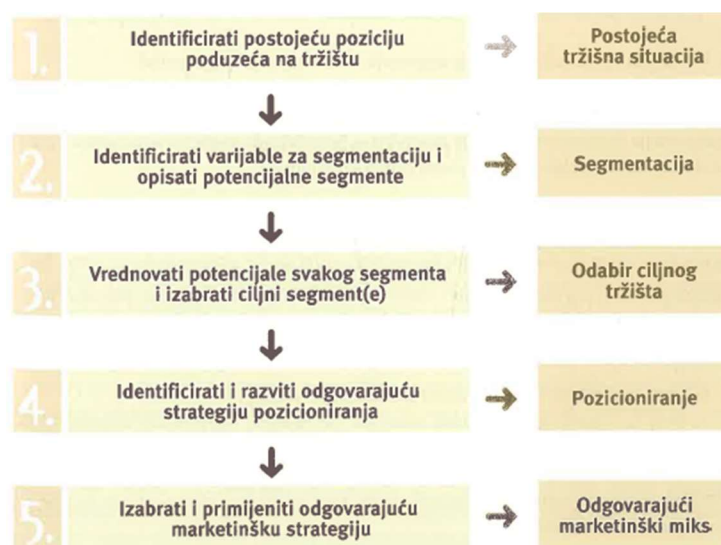 1.
Identificirati postojeću poziciju
poduzeća na tržištu
Postojeća
tržišna situacija
2.
Identificirati varijable za segmentaciju i
opisati potencijalne segmente
Segmentacija
3.
Vrednovati potencijale svakog segmenta
i izabrati ciljni segment(e)
Odabir ciljnog
tržišta
4.
Identificirati i razviti odgovarajuću
strategiju pozicioniranja
Pozicioniranje
5.
Izabrati i primijeniti odgovarajuću
marketinšku strategiju
Odgovarajući
marketinški miks